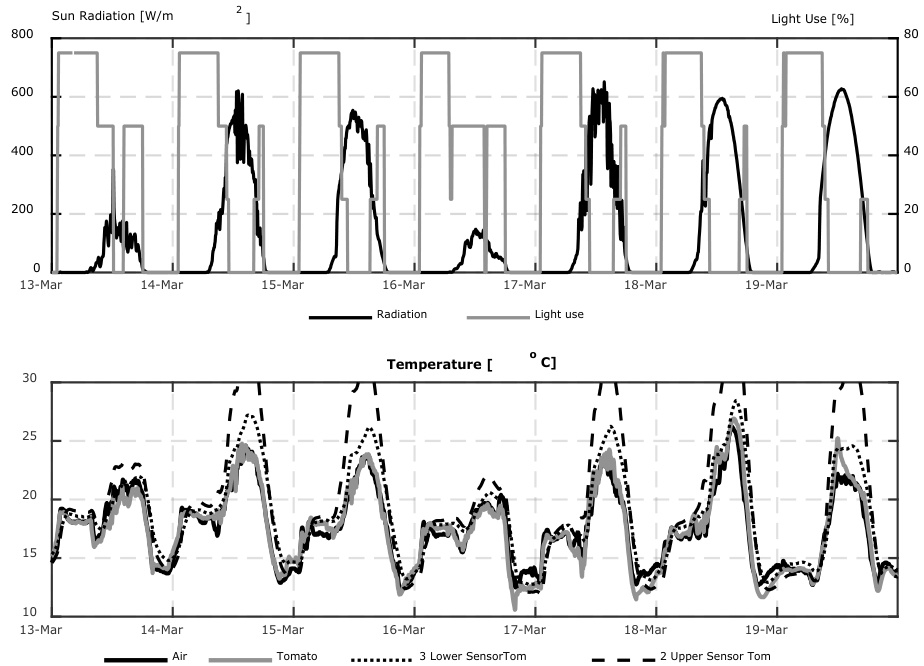 Sun Radiation [W/m 2 ] Light Use [%]
800 80
600 60
400 40
200 20
0 0
13-Mar 14-Mar 15-Mar 16-Mar 17-Mar 18-Mar 19-Mar
Radiation Light use
Temperature [ o C]
30
25
20
15
10
13-Mar 14-Mar 15-Mar 16-Mar 17-Mar 18-Mar 19-Mar
Air Tomato 3 Lower SensorTom 2 Upper Sensor Tom